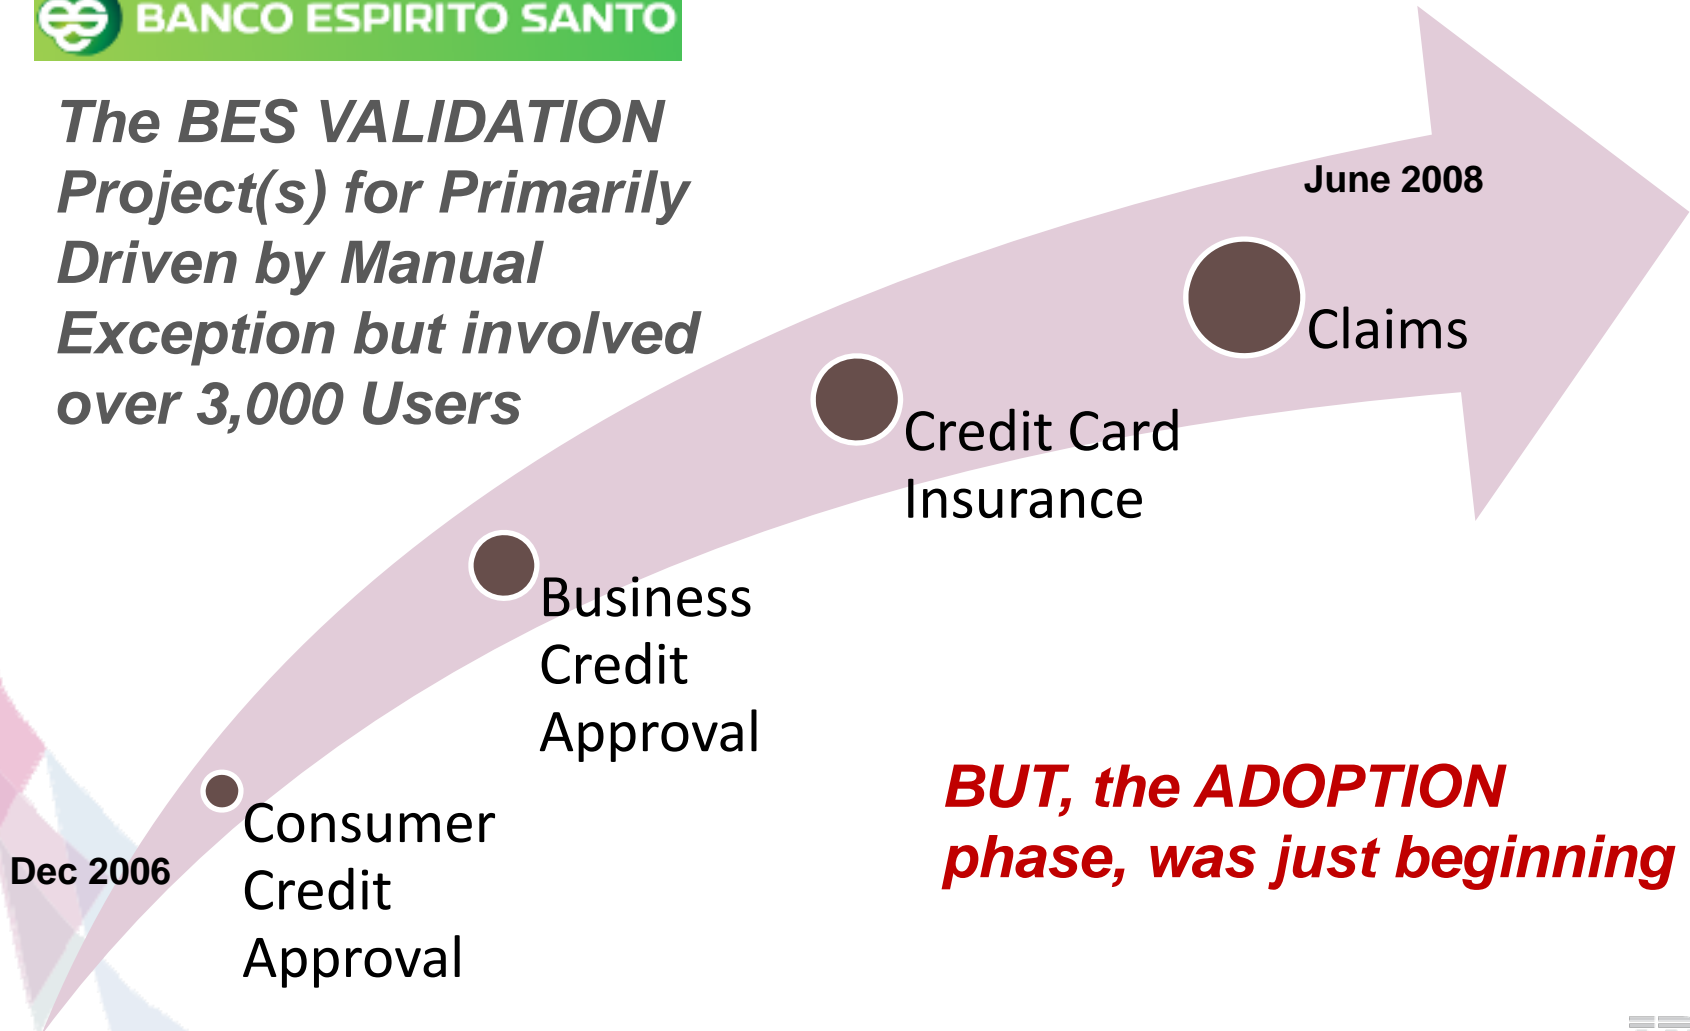 BANCO ESPIRITO SANTO
The BES VALIDATION
Project(s) for Primarily
Driven by Manual
Exception but involved
over 3,000 Users
June 2008
Claims
Credit Card
Insurance
Business
Credit
Approval
Consumer
Credit
Approval
Dec 2006
BUT, the ADOPTION
phase, was just beginning